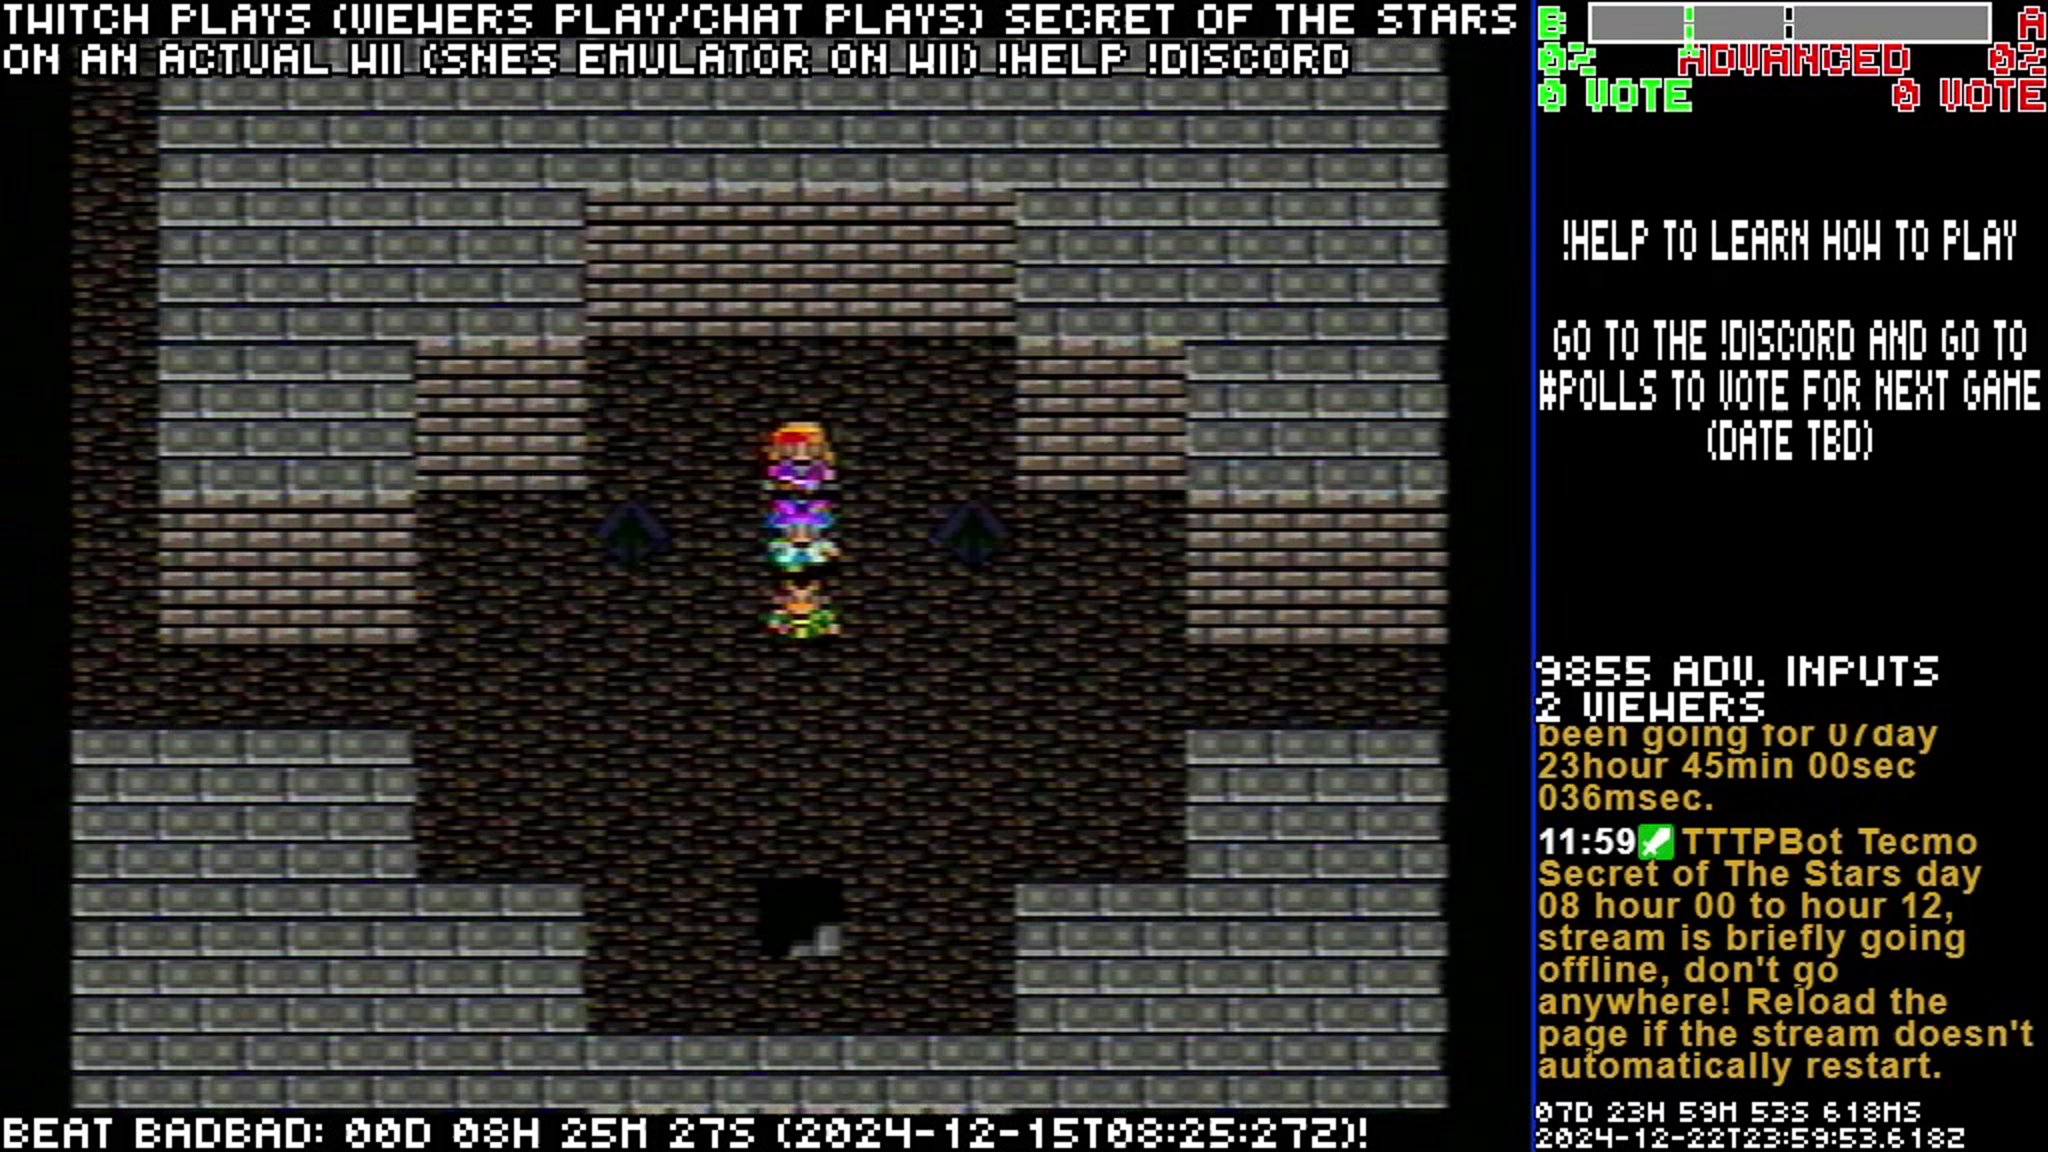 TWITCH PLAYS (VIEWERS PLAY/CHAT PLAYS) SECRET OF THE STARS
ON AN ACTUAL WII (SNES EMULATOR ON WII) !HELP !DISCORD
B A
0% ADVANCED 0%
0 VOTE 0 VOTE
!HELP TO LEARN HOW TO PLAY
GO TO THE !DISCORD AND GO TO
#POLLS TO VOTE FOR NEXT GAME
(DATE TBD)
9855 ADV. INPUTS
2 VIEWERS
been going for 07day
23hour 45min 00sec
036msec.
11:59 TTTPBot Tecmo
Secret of The Stars day
08 hour 00 to hour 12,
stream is briefly going
offline, don't go
anywhere! Reload the
page if the stream doesn't
automatically restart.
07D 23H 59M 53S 618MS
2024-12-22T23:59:53.618Z
BEAT BADBAD: 00D 08H 25M 27S (2024-12-15T08:25:27Z)!